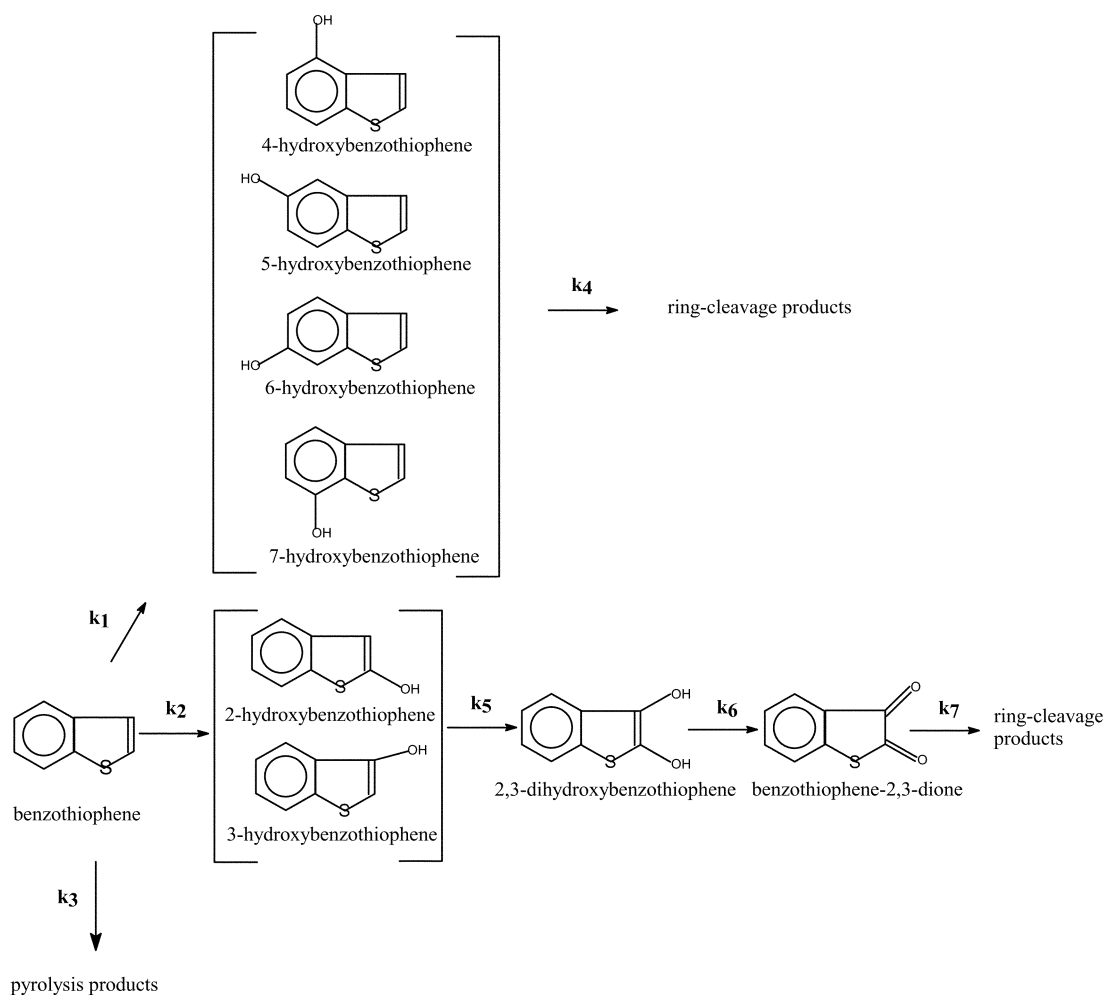 OH
S
4-hydroxybenzothiophene
HO
S
5-hydroxybenzothiophene
k4
ring-cleavage products
HO
S
6-hydroxybenzothiophene
S
OH
7-hydroxybenzothiophene
k1
S
OH
2-hydroxybenzothiophene
k2
S
benzothiophene
OH
S
3-hydroxybenzothiophene
k5
OH
S
OH
2,3-dihydroxybenzothiophene
k6
O
S
O
benzothiophene-2,3-dione
k7
ring-cleavage
products
k3
pyrolysis products